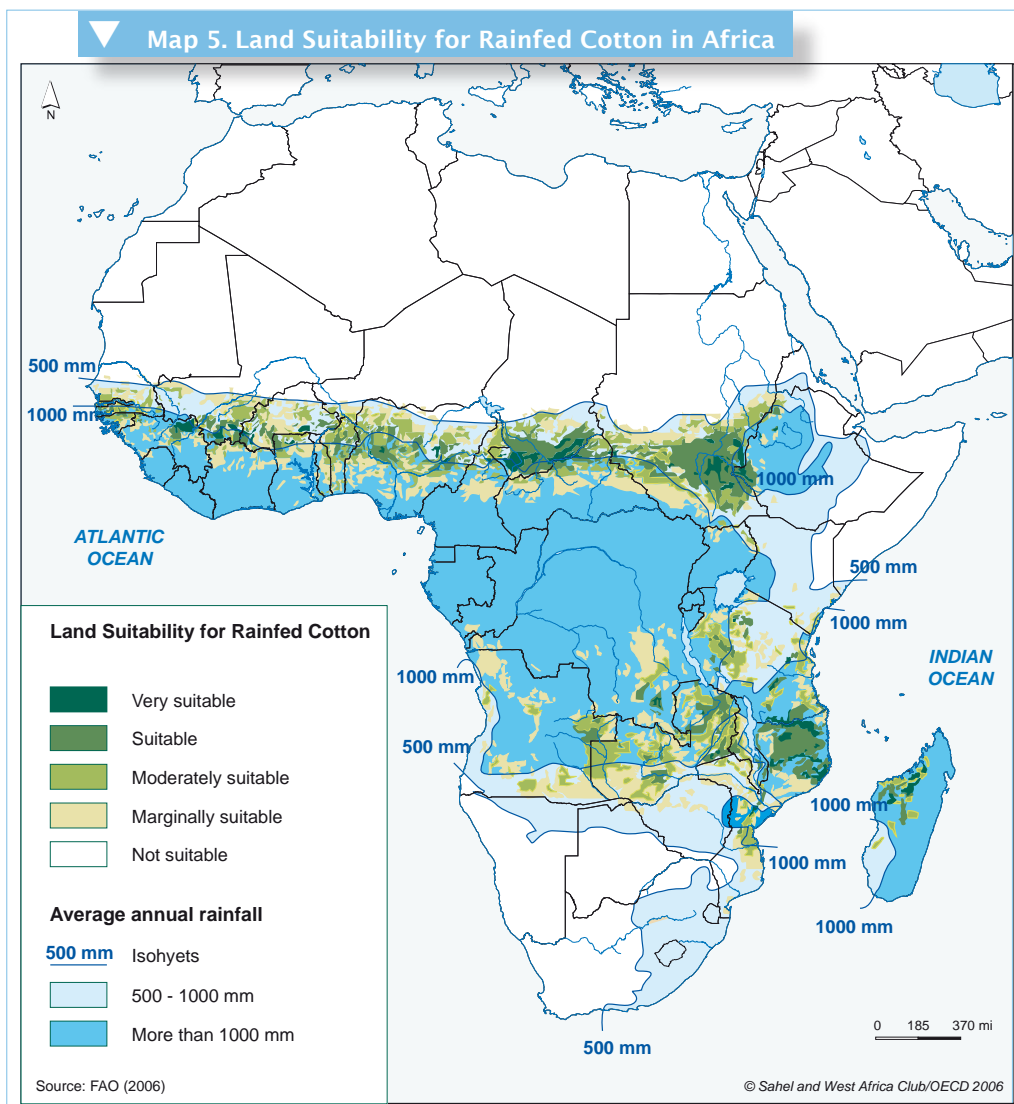 Map 5. Land Suitability for Rainfed Cotton in Africa
N
500 mm
1000 mm
1000 mm
ATLANTIC
OCEAN
500 mm
1000 mm
INDIAN
OCEAN
1000 mm
500 mm
1000 mm
1000 mm
1000 mm
500 mm
Land Suitability for Rainfed Cotton
Very suitable
Suitable
Moderately suitable
Marginally suitable
Not suitable
Average annual rainfall
500 mm Isohyets
500 - 1000 mm
More than 1000 mm
0 185 370 mi
Source: FAO (2006)
© Sahel and West Africa Club/OECD 2006